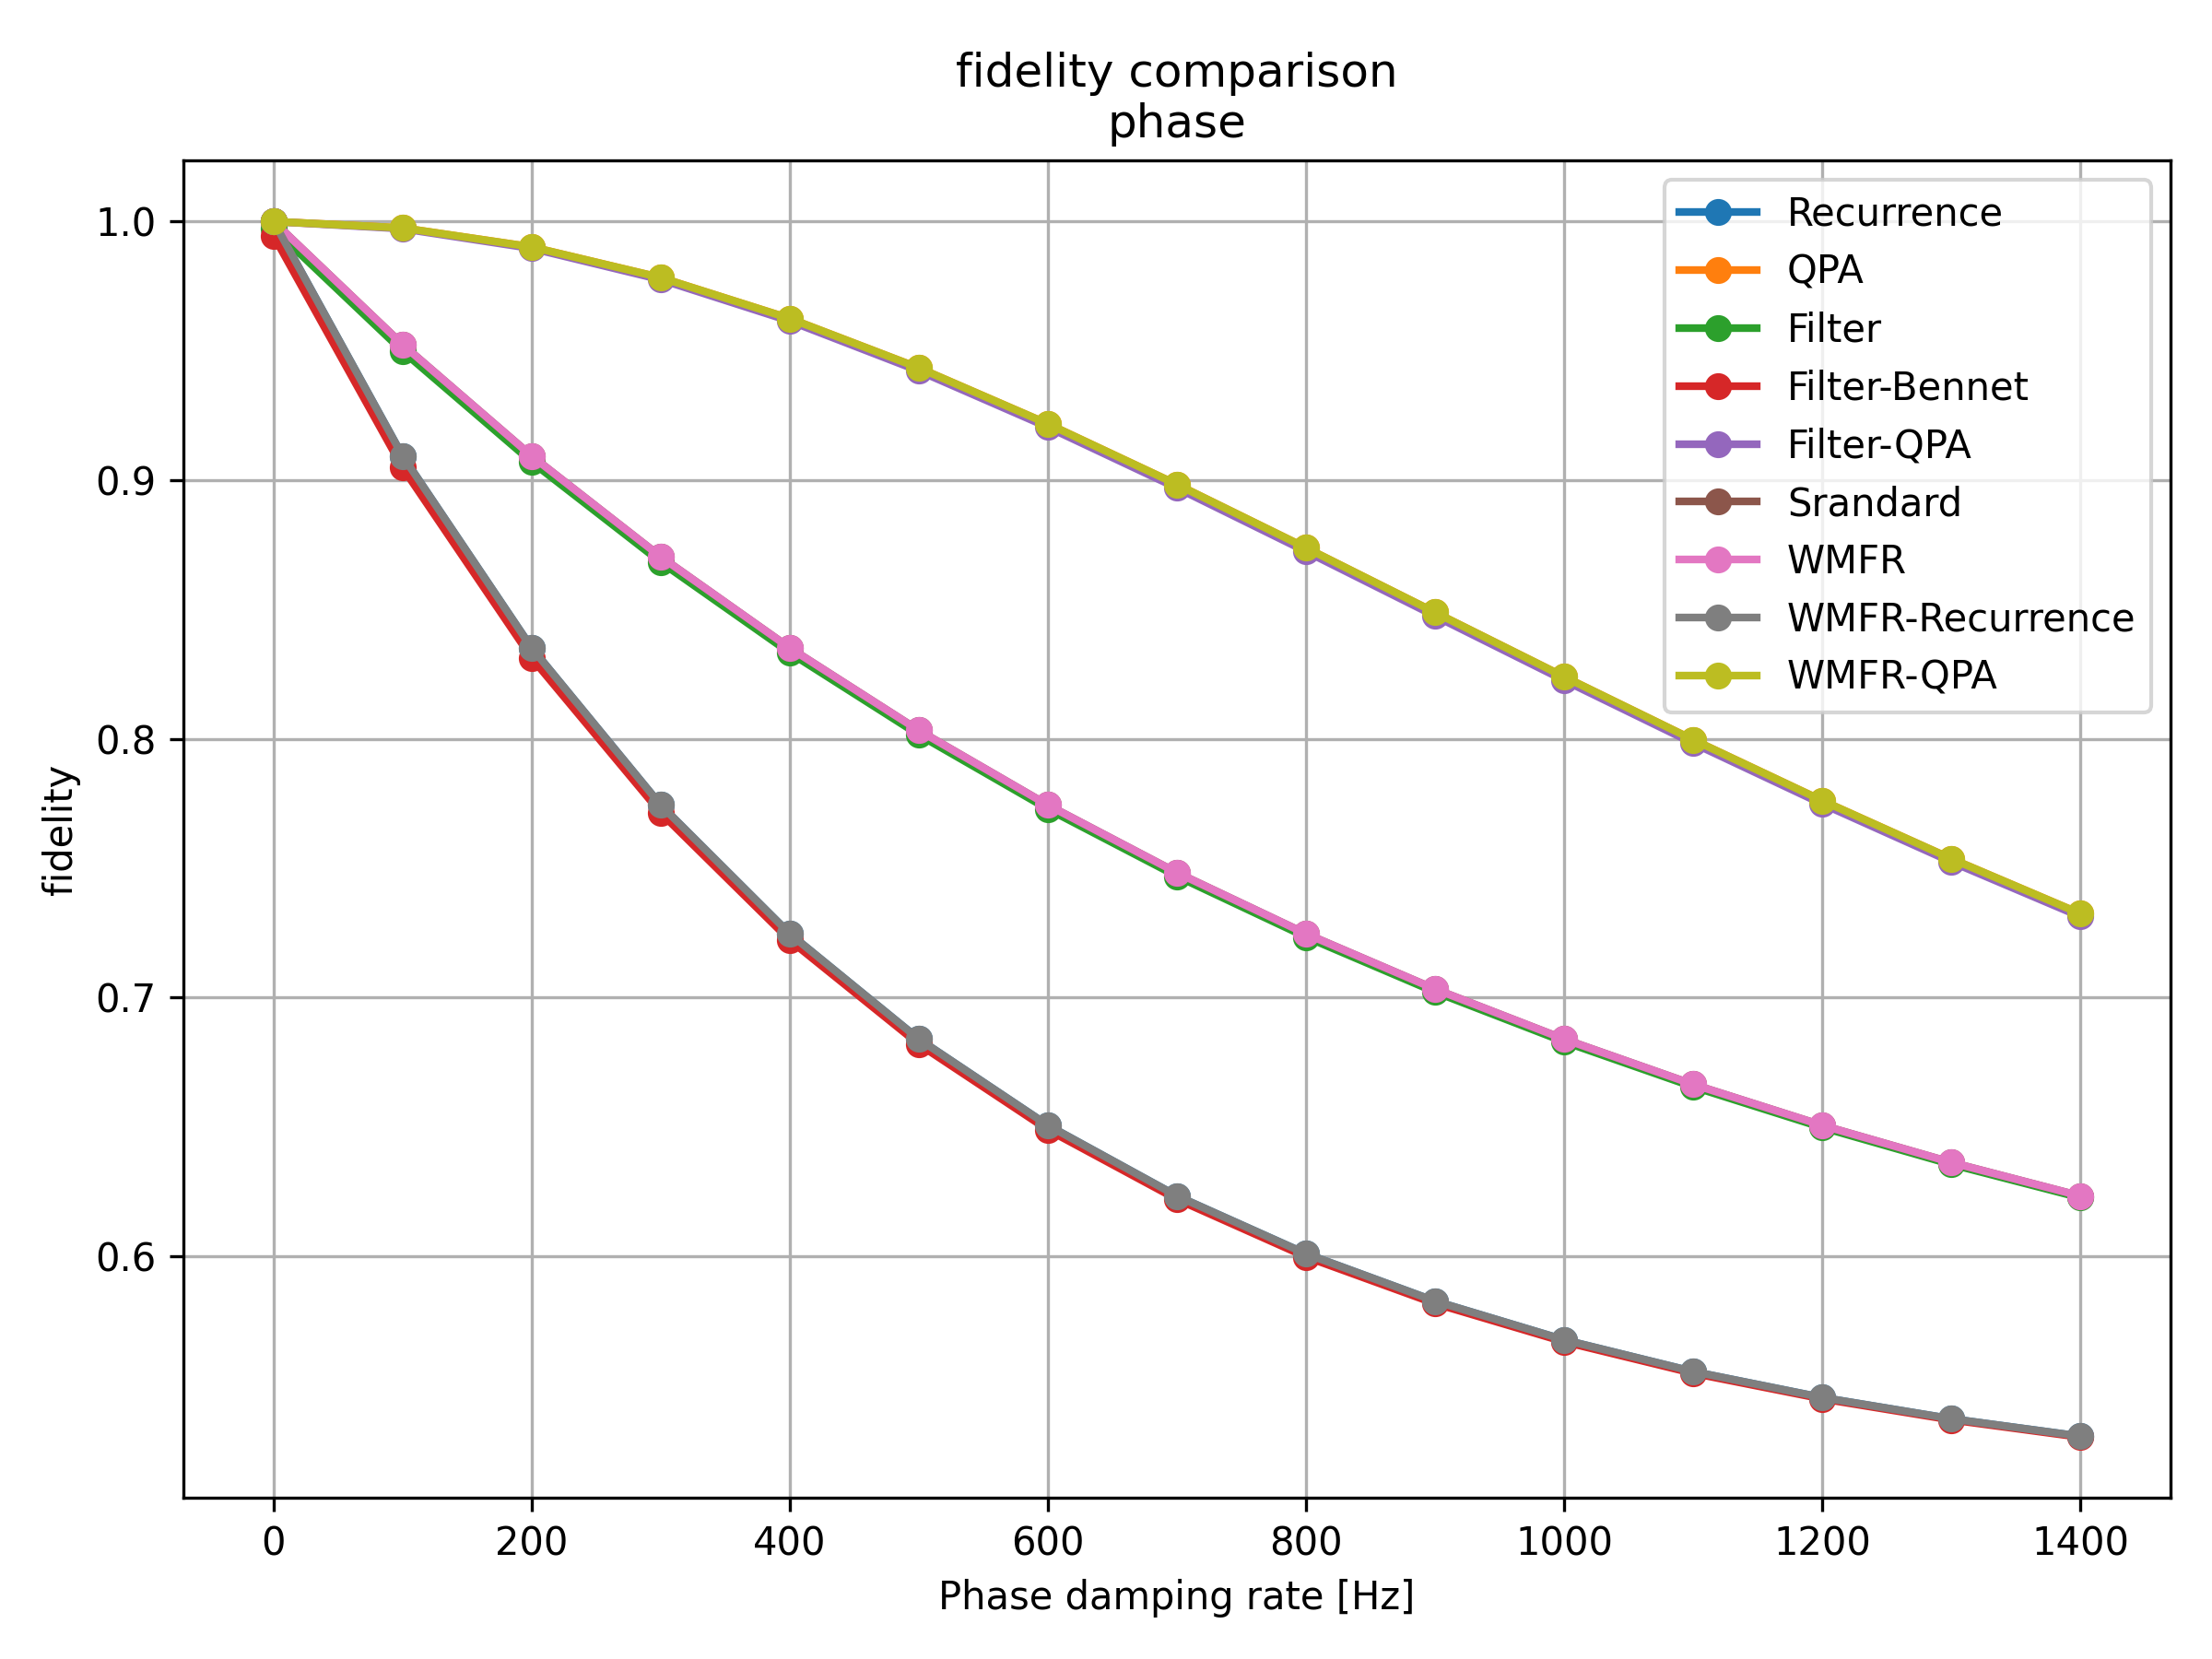 fidelity comparison
phase
1.0
0.9
0.8
0.7
0.6
fidelity
0 200 400 600 800 1000 1200 1400
Phase damping rate [Hz]
Recurrence
QPA
Filter
Filter-Bennet
Filter-QPA
Srandard
WMFR
WMFR-Recurrence
WMFR-QPA